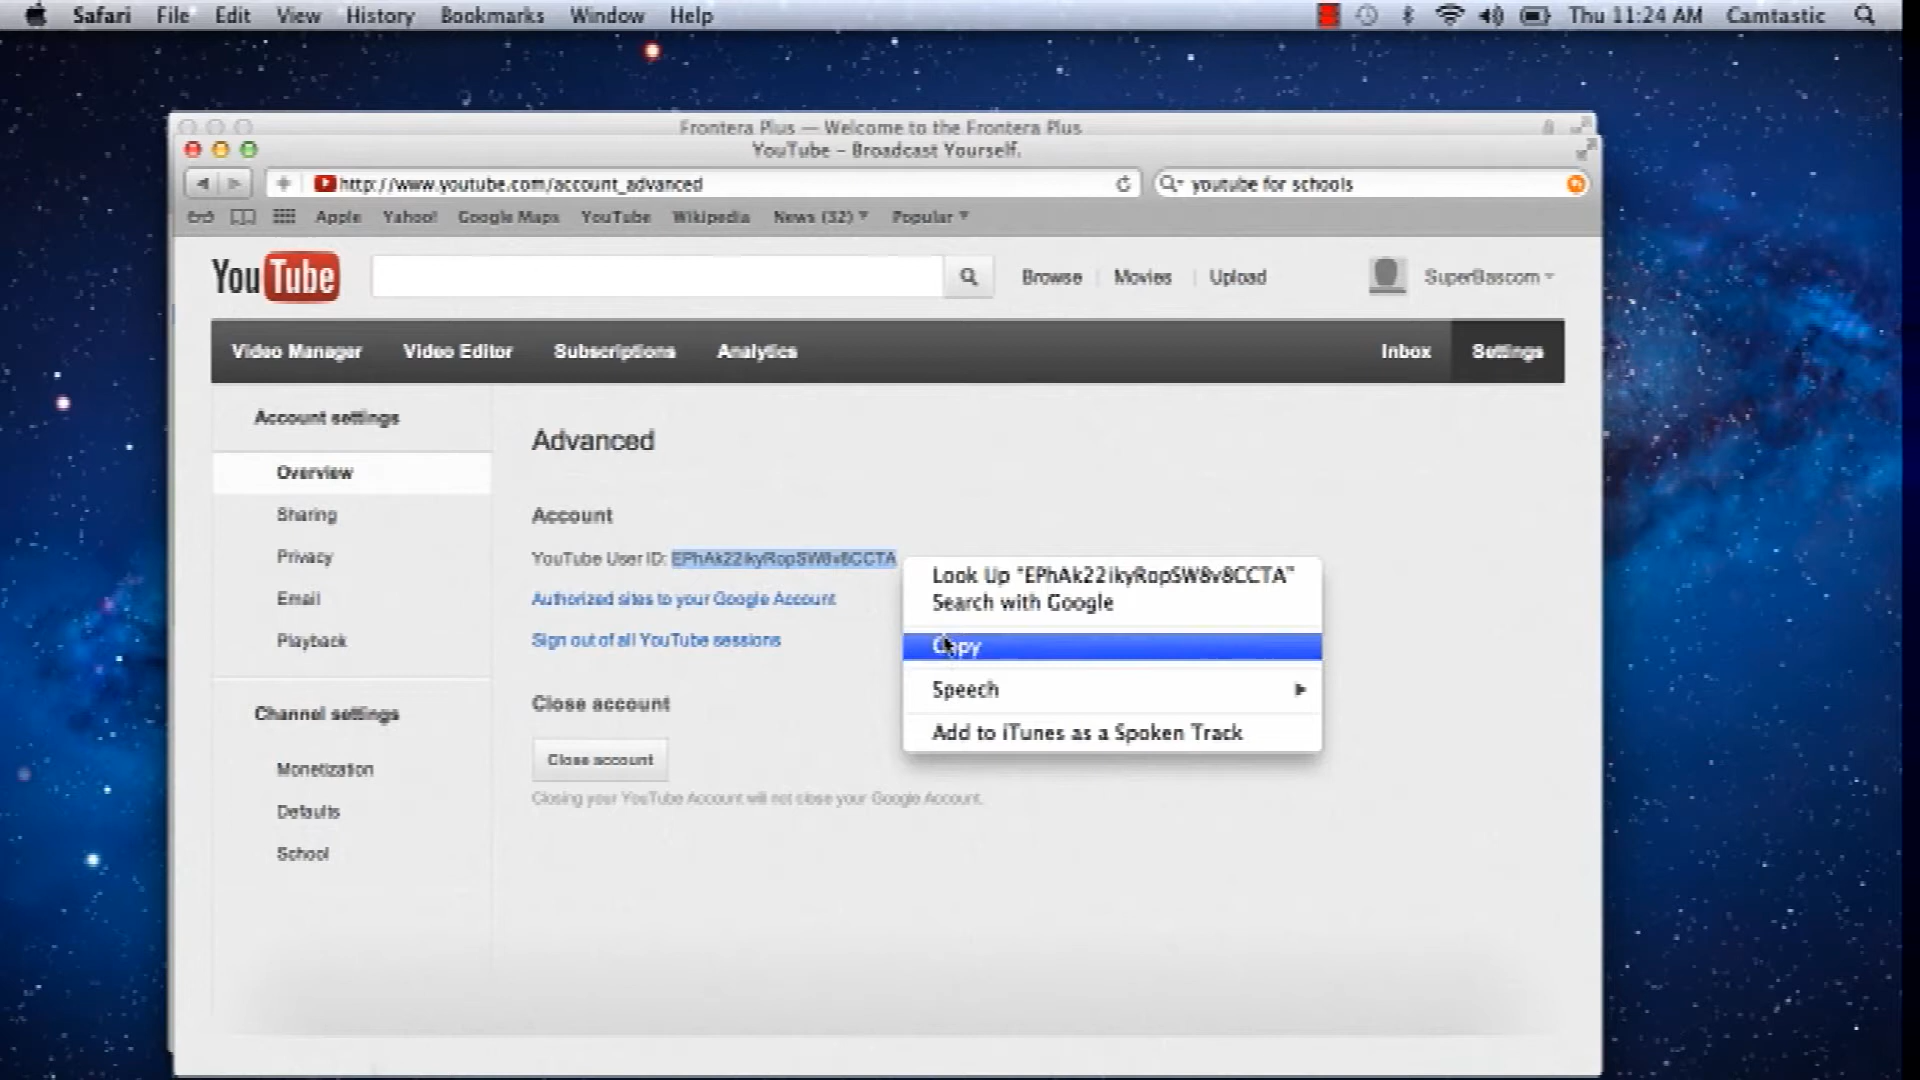 Safari File Edit View History Bookmarks Window Help Thu 11:24 AM Camtastic
Frontera Plus — Welcome to the Frontera Plus
YouTube – Broadcast Yourself.
http://www.youtube.com/account_advanced youtube for schools
Apple Yahoo! Google Maps YouTube Wikipedia News (32) Popular
YouTube Browse Movies Upload SuperBascom
Video Manager Video Editor Subscriptions Analytics Inbox Settings
Account settings
Overview
Sharing
Privacy
Email
Playback
Channel settings
Monetization
Defaults
School
Advanced
Account
YouTube User ID: EPhAk22ikyRopSW8v8CCTA
Authorized sites to your Google Account
Sign out of all YouTube sessions
Close account
Close account
Closing your YouTube Account will not close your Google Account.
Look Up "EPhAk22ikyRopSW8v8CCTA"
Search with Google
Copy
Speech
Add to iTunes as a Spoken Track